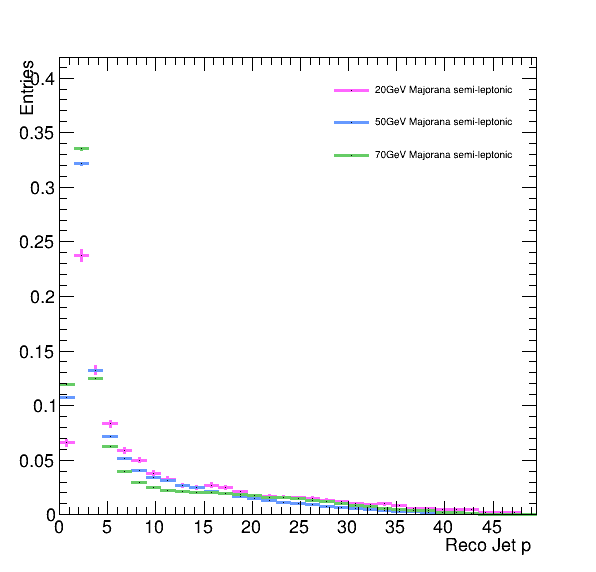 Entries
0.4
0.35
0.3
0.25
0.2
0.15
0.1
0.05
0
20GeV Majorana semi-leptonic
50GeV Majorana semi-leptonic
70GeV Majorana semi-leptonic
0 5 10 15 20 25 30 35 40 45
Reco Jet p